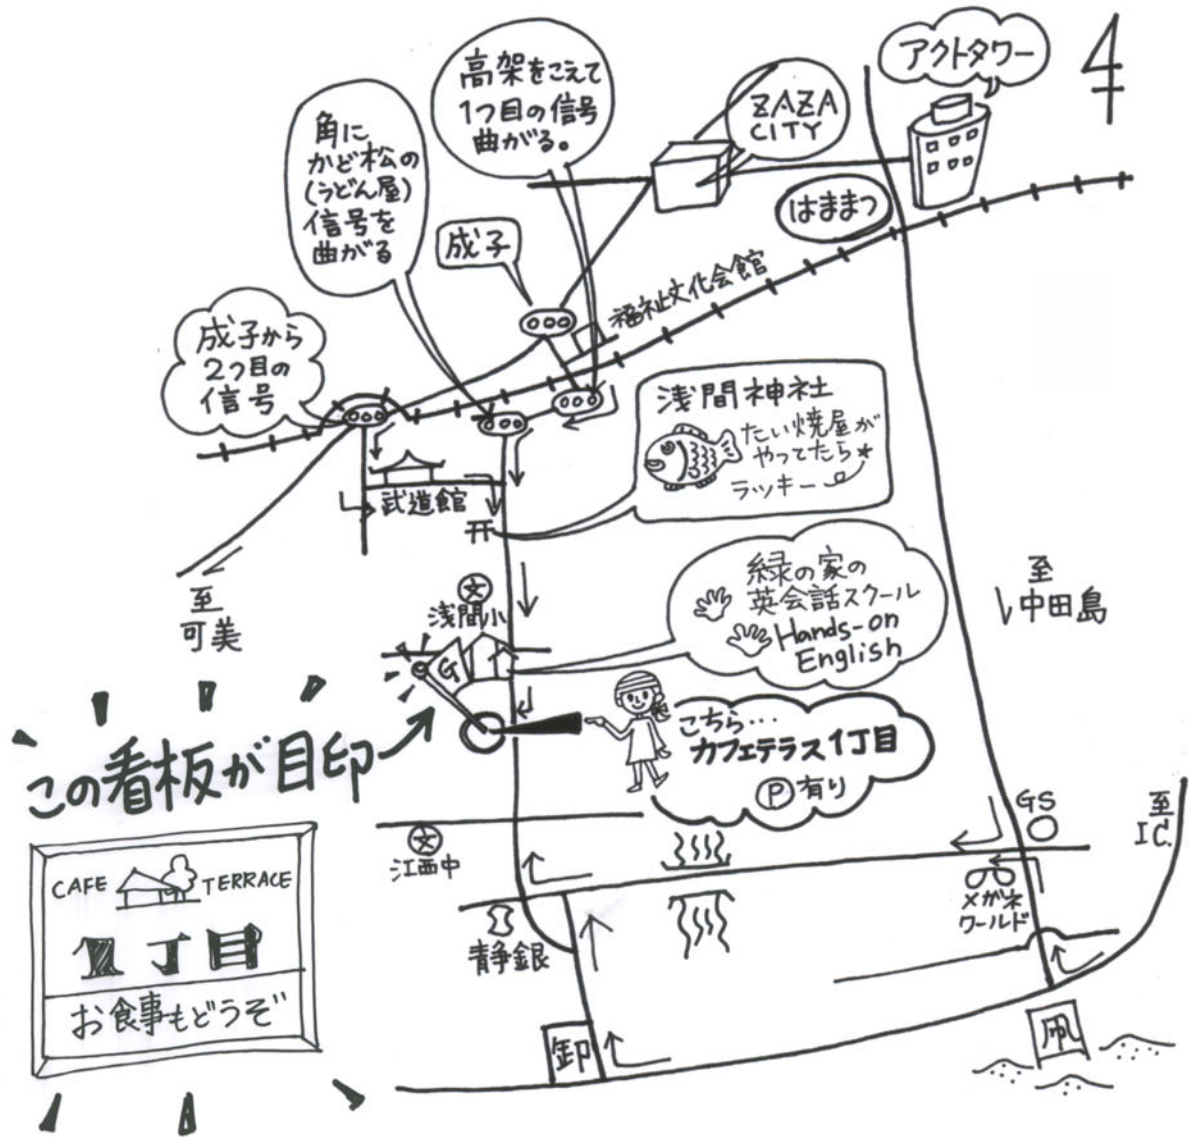 アクトタワー
高架をこえて
1つ目の信号
曲がる。
ZAZA
CITY
角に
かど松の
(うどん屋)
信号を
曲がる
はままつ
成子
福祉文化会館
成子から
2つ目の
信号
浅間神社
たい焼屋が
やってたら★
ラッキー
武道館
緑の家の
英会話スクール
Hands-on
English
至
中田島
至
可美
文
浅間小
G
こちら…
カフェテラス1丁目
P有り
この看板が目印
GS
至
I.C.
文
江西中
メガネ
ワールド
CAFE TERRACE
1丁目
お食事もどうぞ
青静銀
卸
凧